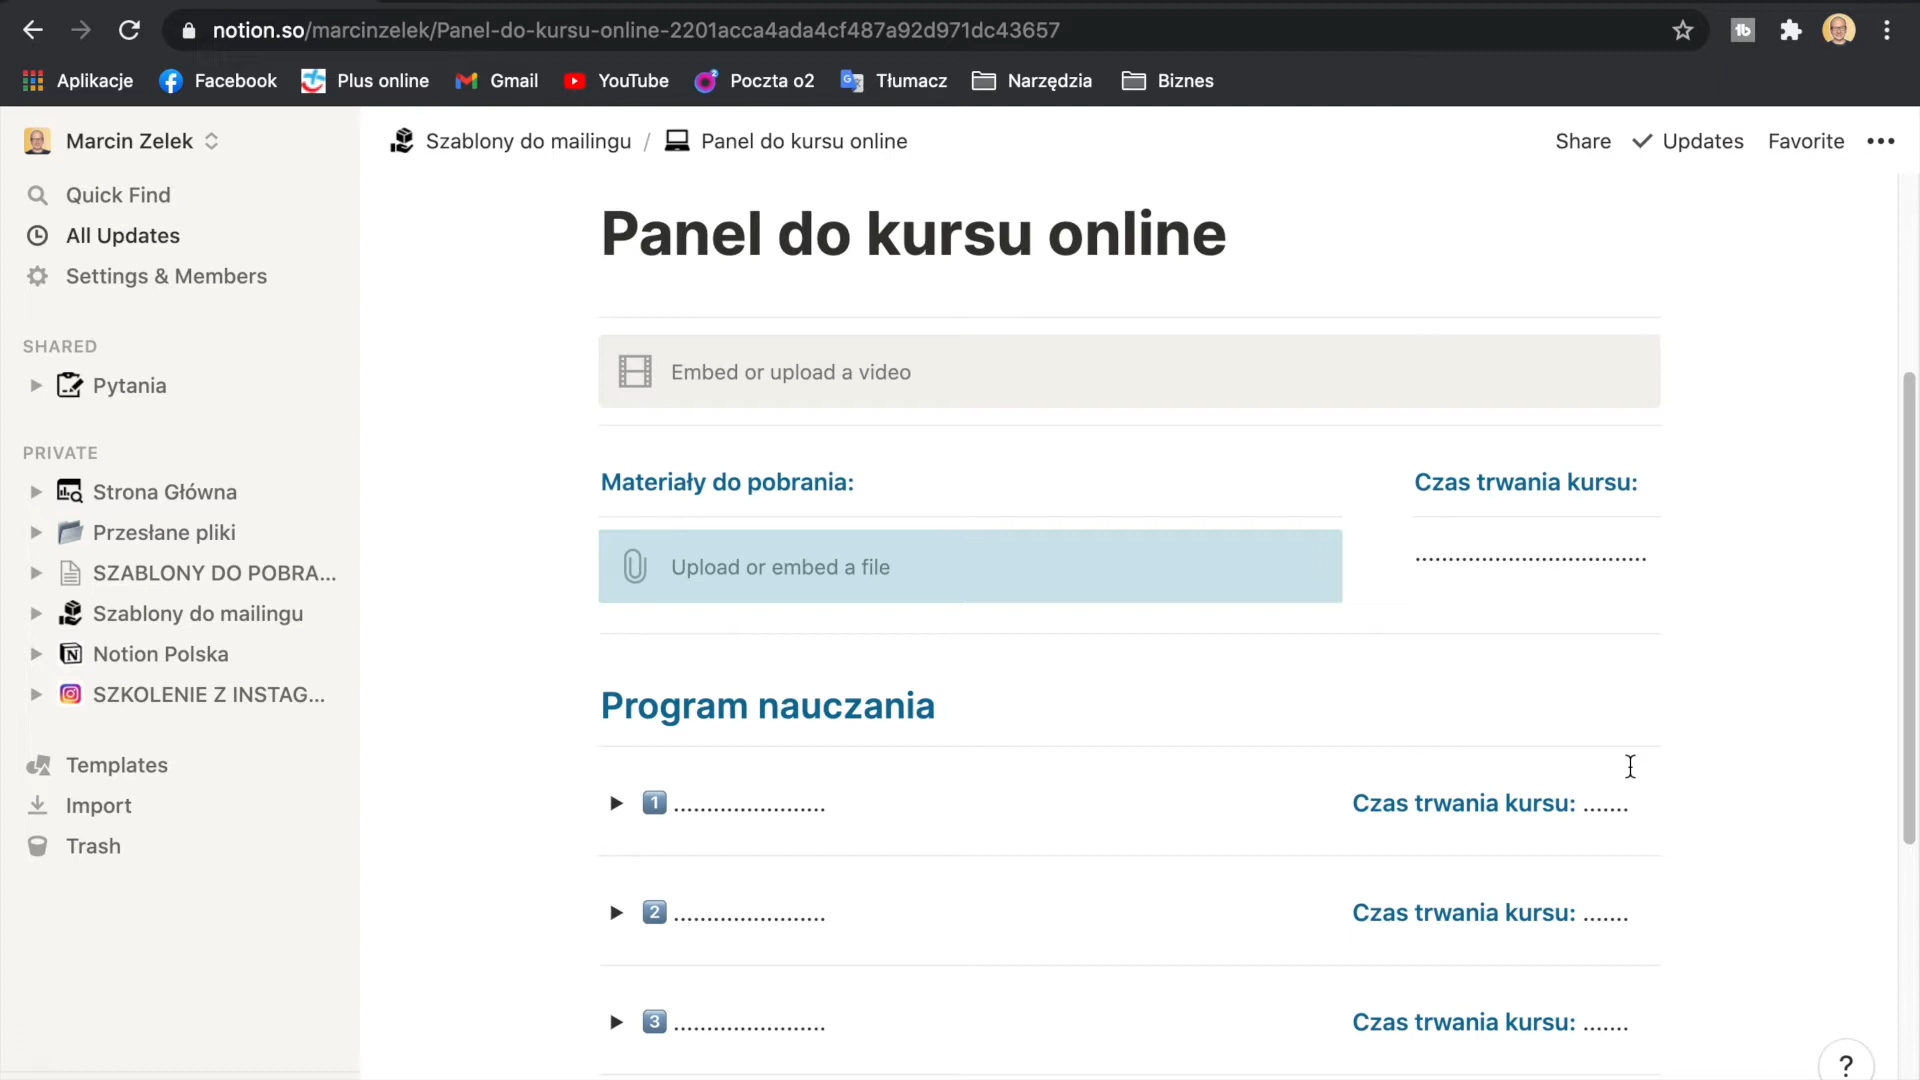 notion.so/marcinzelek/Panel-do-kursu-online-2201acca4ada4cf487a92d971dc43657
Aplikacje Facebook Plus online Gmail YouTube Poczta o2 Tłumacz Narzędzia Biznes
Marcin Zelek
Szablony do mailingu / Panel do kursu online
Share Updates Favorite •••
Quick Find
All Updates
Settings & Members
SHARED
Pytania
PRIVATE
Strona Główna
Przesłane pliki
SZABLONY DO POBRA...
Szablony do mailingu
Notion Polska
SZKOLENIE Z INSTAG...
Templates
Import
Trash
Panel do kursu online
Embed or upload a video
Materiały do pobrania:
Czas trwania kursu:
Upload or embed a file
...................................
Program nauczania
1 ....................... Czas trwania kursu: .......
2 ....................... Czas trwania kursu: .......
3 ....................... Czas trwania kursu: .......
?